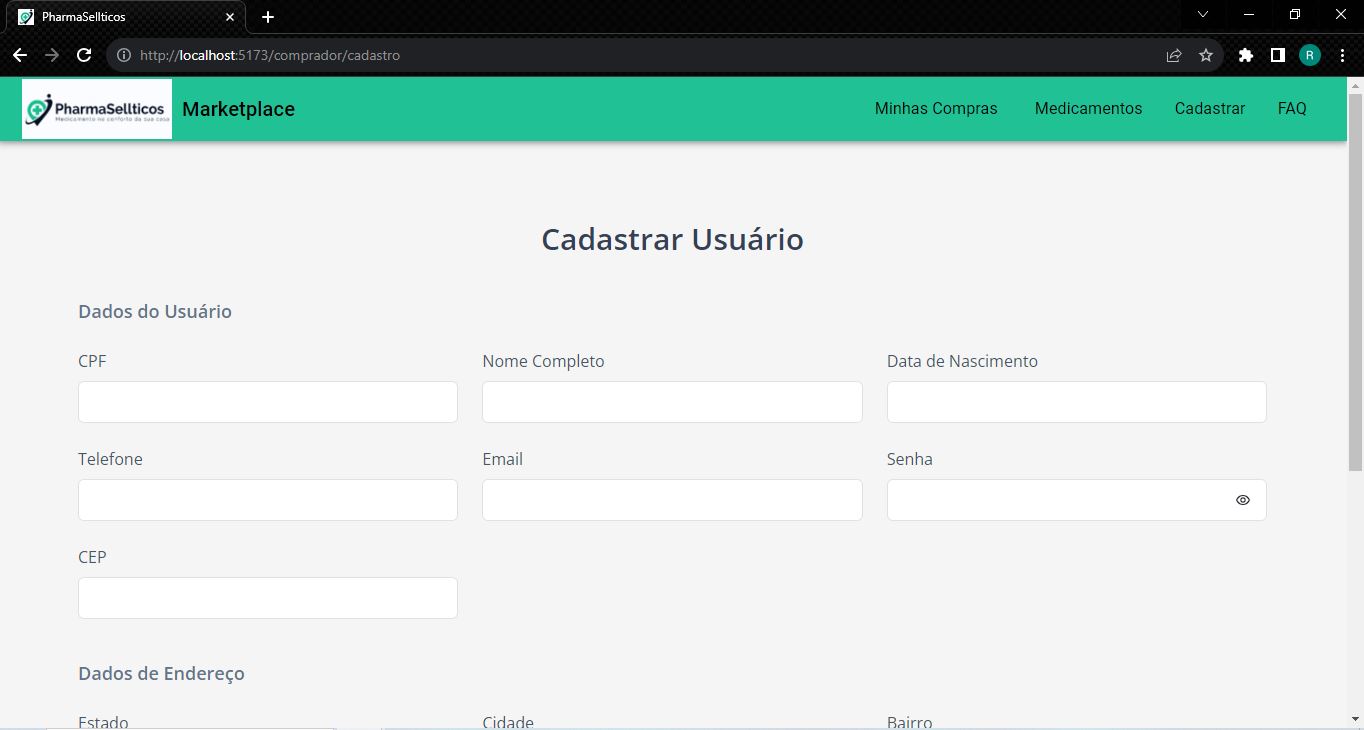 PharmaSellticos
http://localhost:5173/comprador/cadastro
R
PharmaSellticos
Medicamento no conforto da sua casa
Marketplace
Minhas Compras
Medicamentos
Cadastrar
FAQ
Cadastrar Usuário
Dados do Usuário
CPF
Nome Completo
Data de Nascimento
Telefone
Email
Senha
CEP
Dados de Endereço
Estado
Cidade
Bairro